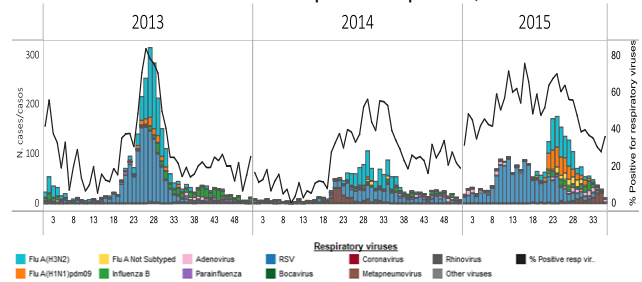 2013 2014 2015
300 80
60
200
N. cases/casos
40
% Positive for respiratory viruses
100
20
0 0
3 8 13 18 23 28 33 38 43 48 3 8 13 18 23 28 33 38 43 48 3 8 13 18 23 28 33
Respiratory viruses
Flu A(H3N2) Flu A Not Subtyped Adenovirus RSV Coronavirus Rhinovirus % Positive resp vir..
Flu A(H1N1)pdm09 Influenza B Parainfluenza Bocavirus Metapneumovirus Other viruses